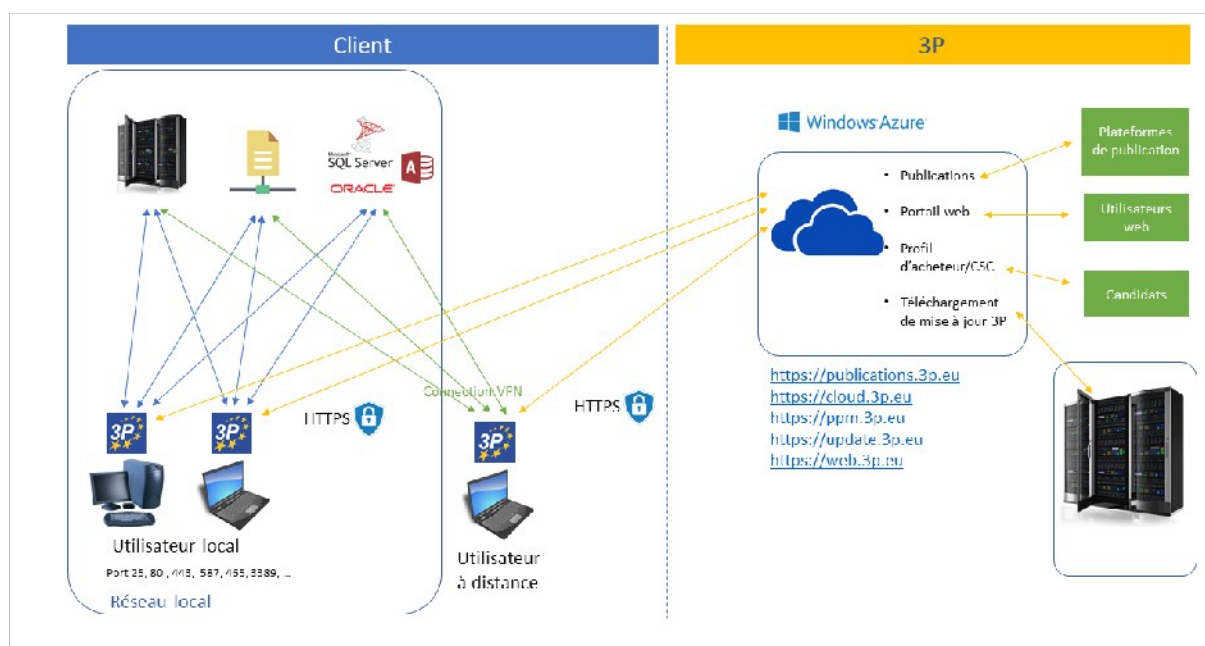 Client
3P
Microsoft
SQL Server
A
ORACLE
Windows Azure
• Publications
• Portail web
• Profil
d'acheteur/CSC
• Téléchargement
de mise à jour 3P
Plateformes
de publication
Utilisateurs
web
Candidats
https://publications.3p.eu
https://cloud.3p.eu
https://ppm.3p.eu
https://update.3p.eu
https://web.3p.eu
Connection VPN
HTTPS
HTTPS
3P
3P
3P
Utilisateur local
Port 25, 80 , 443, 587, 465, 3389, ...
Réseau local
Utilisateur
à distance